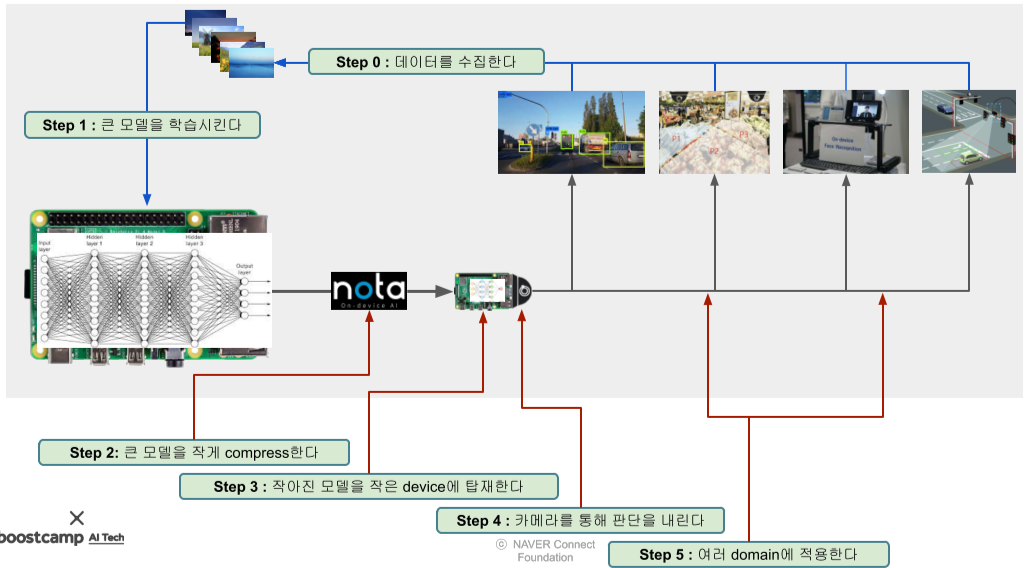 Step 0 : 데이터를 수집한다
Step 1 : 큰 모델을 학습시킨다
Input
layer
Hidden
layer 1
Hidden
layer 2
Hidden
layer 3
Output
layer
nota
On-device AI
P1
P2
P3
On-device
Face Recognition
Step 2: 큰 모델을 작게 compress한다
Step 3 : 작아진 모델을 작은 device에 탑재한다
Step 4 : 카메라를 통해 판단을 내린다
Step 5 : 여러 domain에 적용한다
boostcamp AI Tech
ⓒ NAVER Connect
Foundation